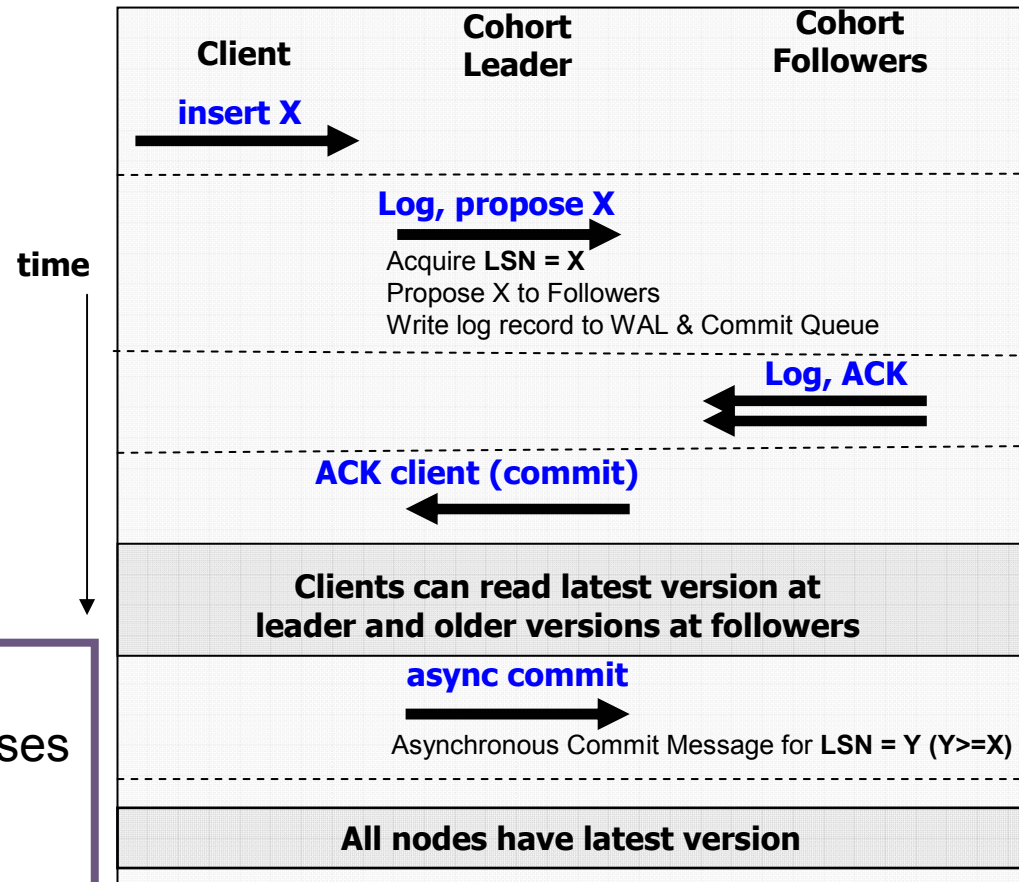 Client
Cohort
Leader
Cohort
Followers
insert X
Log, propose X
time
Acquire LSN = X
Propose X to Followers
Write log record to WAL & Commit Queue
Log, ACK
ACK client (commit)
Clients can read latest version at
leader and older versions at followers
async commit
ses
Asynchronous Commit Message for LSN = Y (Y>=X)
All nodes have latest version